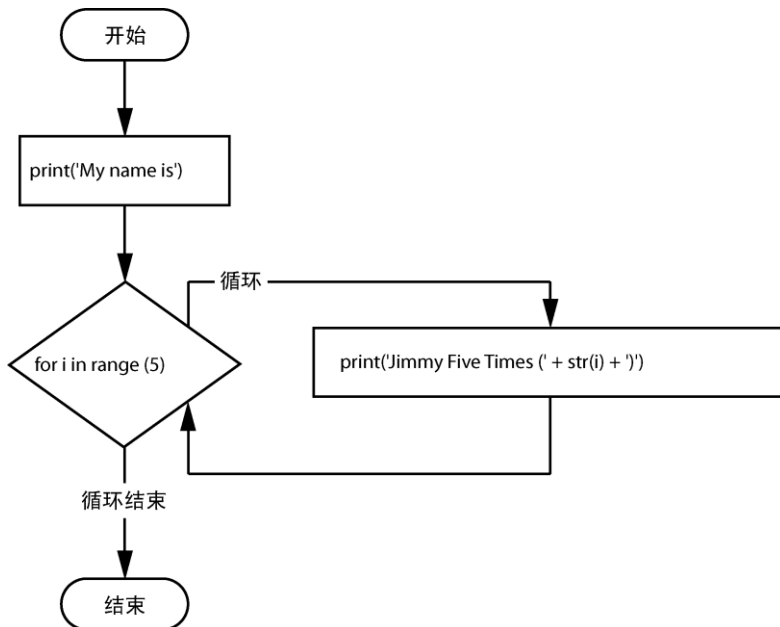 开始
print('My name is')
循环
for i in range (5)
print('Jimmy Five Times (' + str(i) + ')')
循环结束
结束